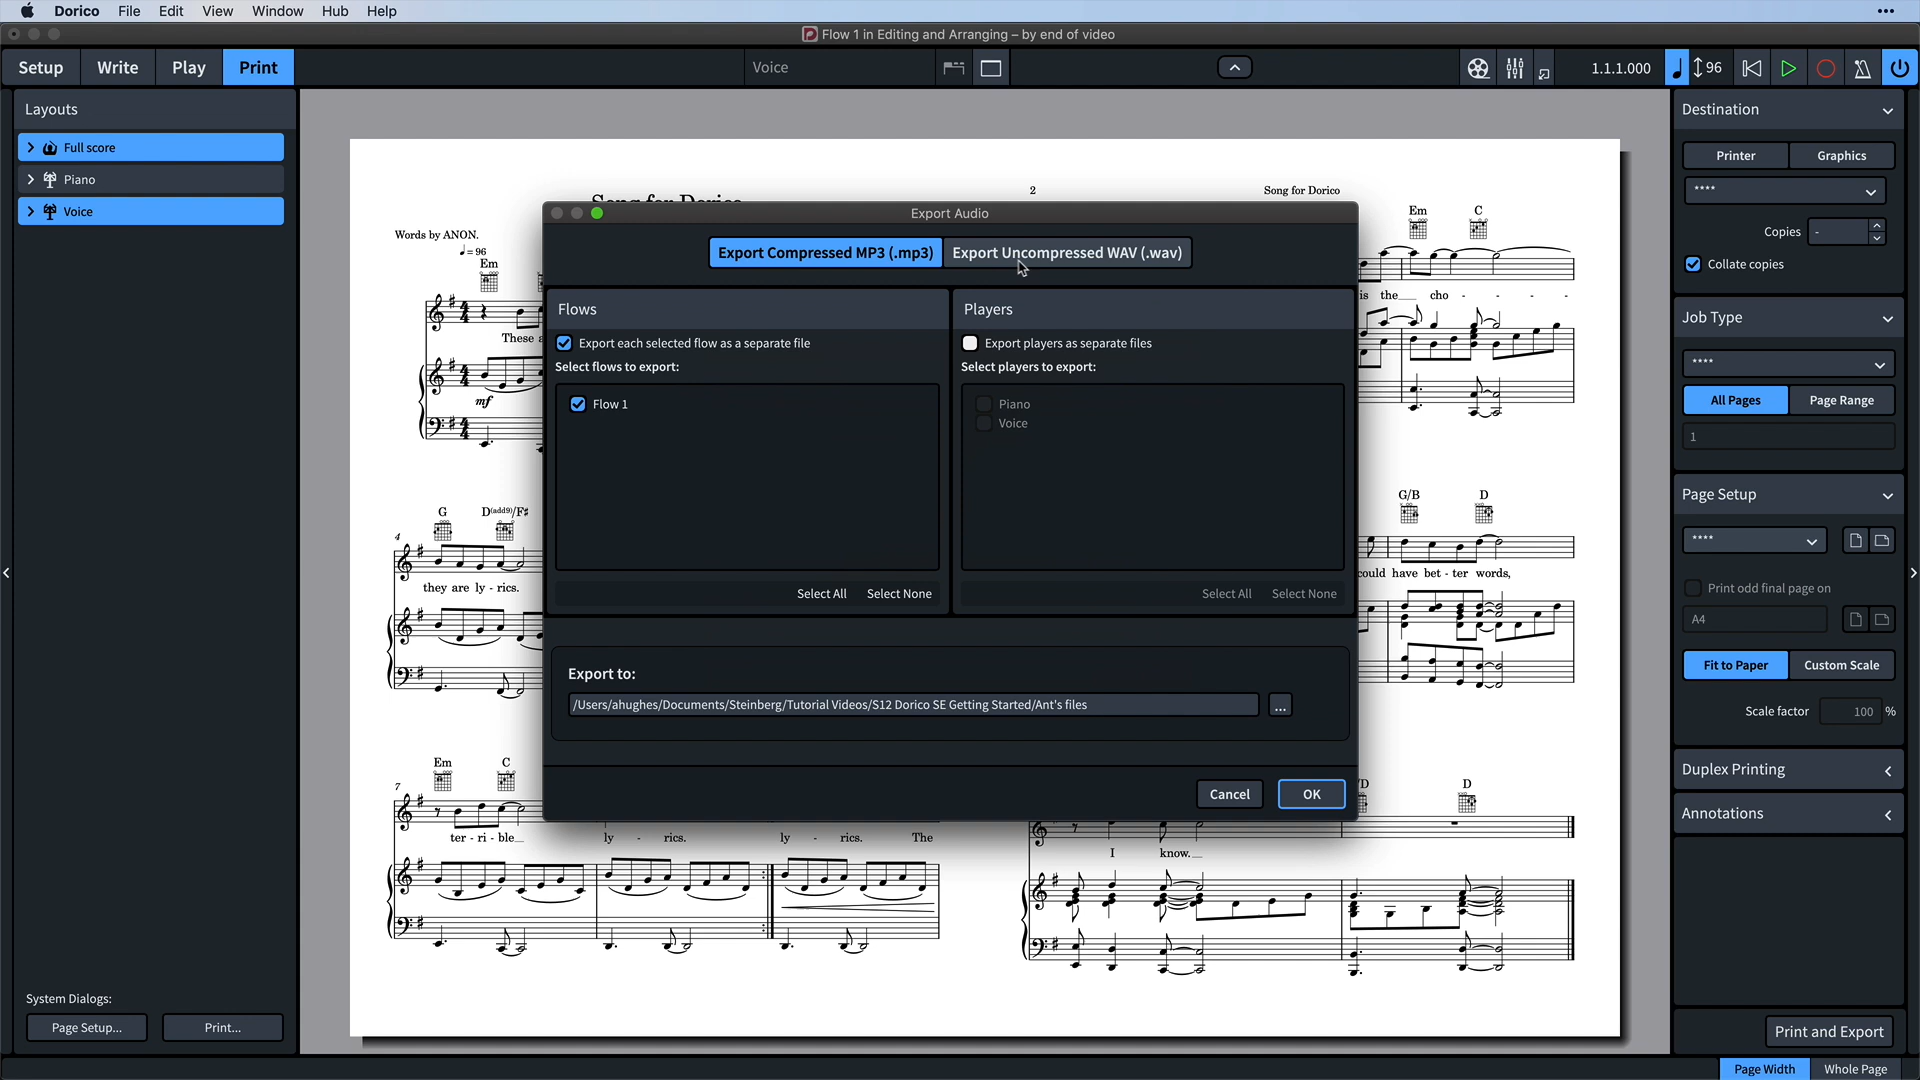 Dorico File Edit View Window Hub Help
Flow 1 in Editing and Arranging – by end of video
Setup Write Play Print
Voice
1.1.1.000
96
Layouts
Full score
Piano
Voice
System Dialogs:
Page Setup...
Print...
2
Song for Dorico
Words by ANON.
♩ = 96
Em
These
mf
4
G D(add9)/F♯
they are ly - rics.
7
Em C
ter - ri - ble
ly - rics. ly - rics. The
Em C
is the cho - - - -
G/B D
could have bet - ter words,
D
I know.
Export Audio
Export Compressed MP3 (.mp3)
Export Uncompressed WAV (.wav)
Flows
Export each selected flow as a separate file
Select flows to export:
Flow 1
Select All Select None
Players
Export players as separate files
Select players to export:
Piano
Voice
Select All Select None
Export to:
/Users/ahughes/Documents/Steinberg/Tutorial Videos/S12 Dorico SE Getting Started/Ant's files
...
Cancel
OK
Destination
Printer Graphics
****
Copies -
Collate copies
Job Type
****
All Pages Page Range
1
Page Setup
****
Print odd final page on
A4
Fit to Paper Custom Scale
Scale factor 100 %
Duplex Printing
Annotations
Print and Export
Page Width Whole Page